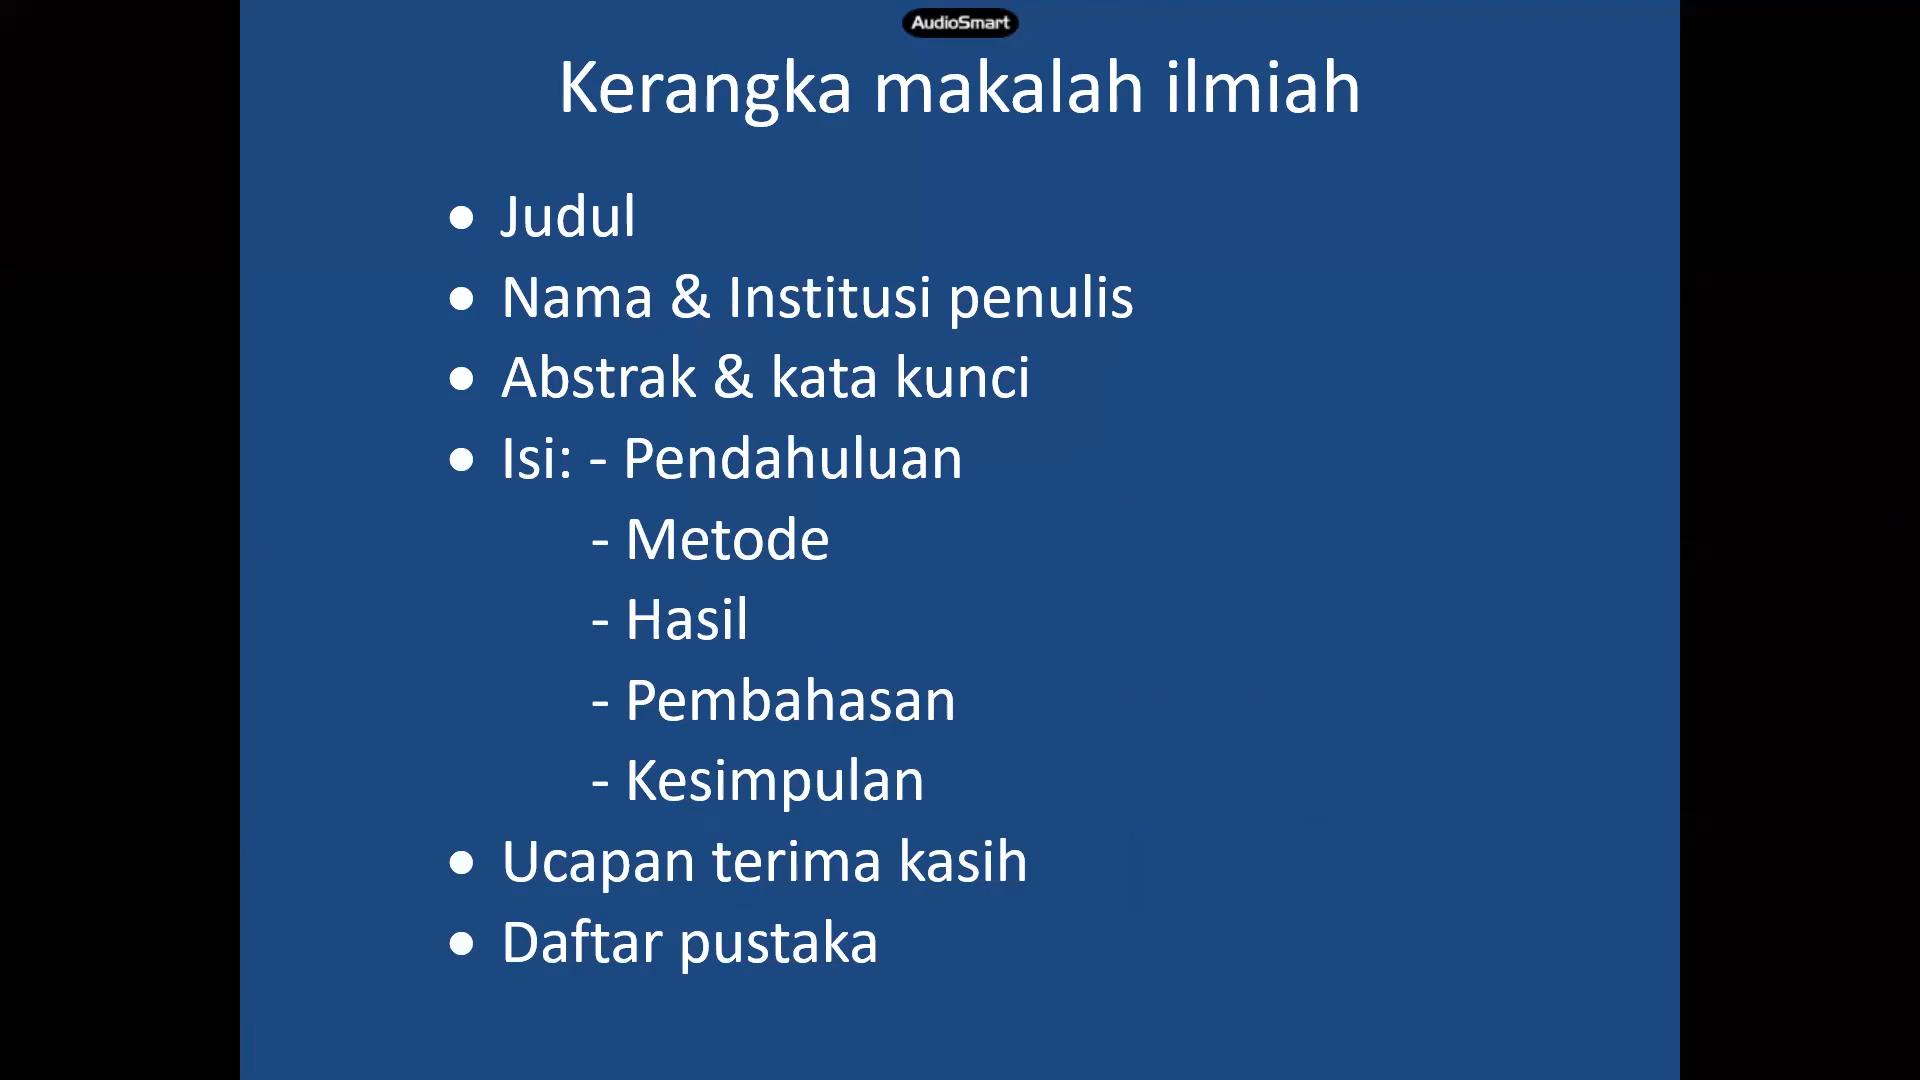 AudioSmart
Kerangka makalah ilmiah
• Judul
• Nama & Institusi penulis
• Abstrak & kata kunci
• Isi: - Pendahuluan
- Metode
- Hasil
- Pembahasan
- Kesimpulan
• Ucapan terima kasih
• Daftar pustaka